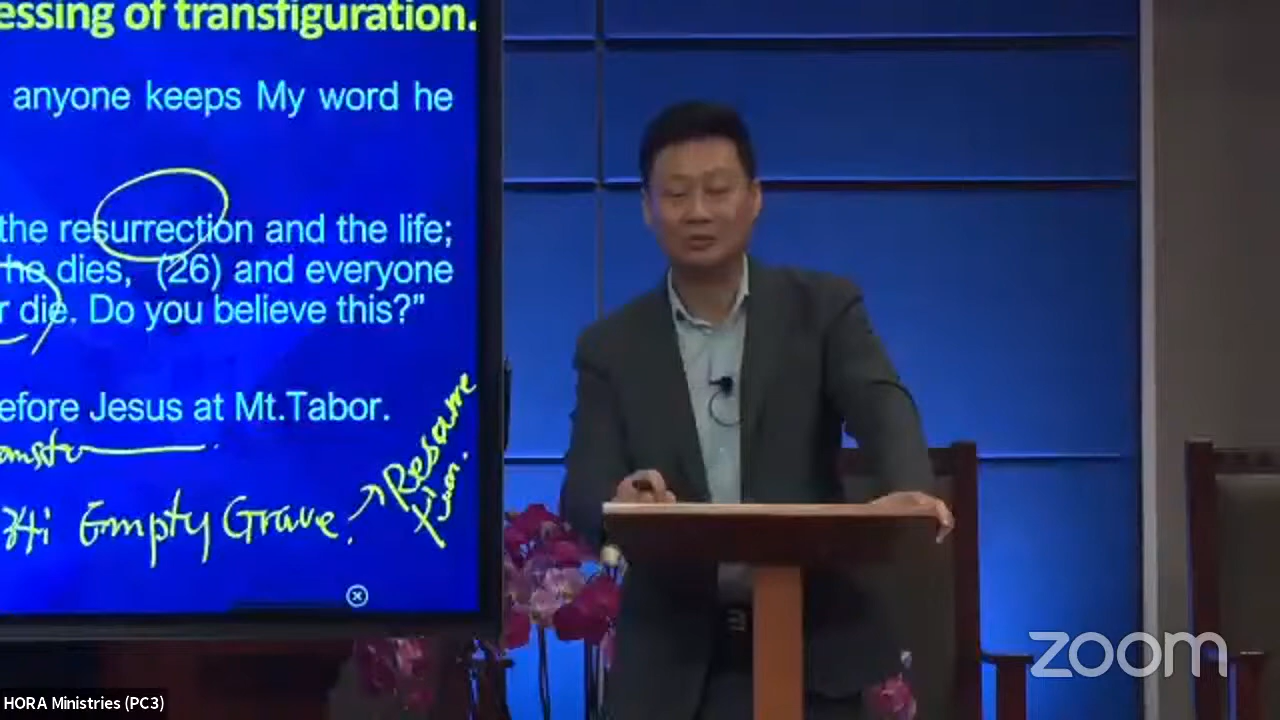 essing of transfiguration.
anyone keeps My word he
the resurrection and the life;
he dies, (26) and everyone
r die. Do you believe this?”
efore Jesus at Mt.Tabor.
Empty Grave.
zoom
HORA Ministries (PC3)